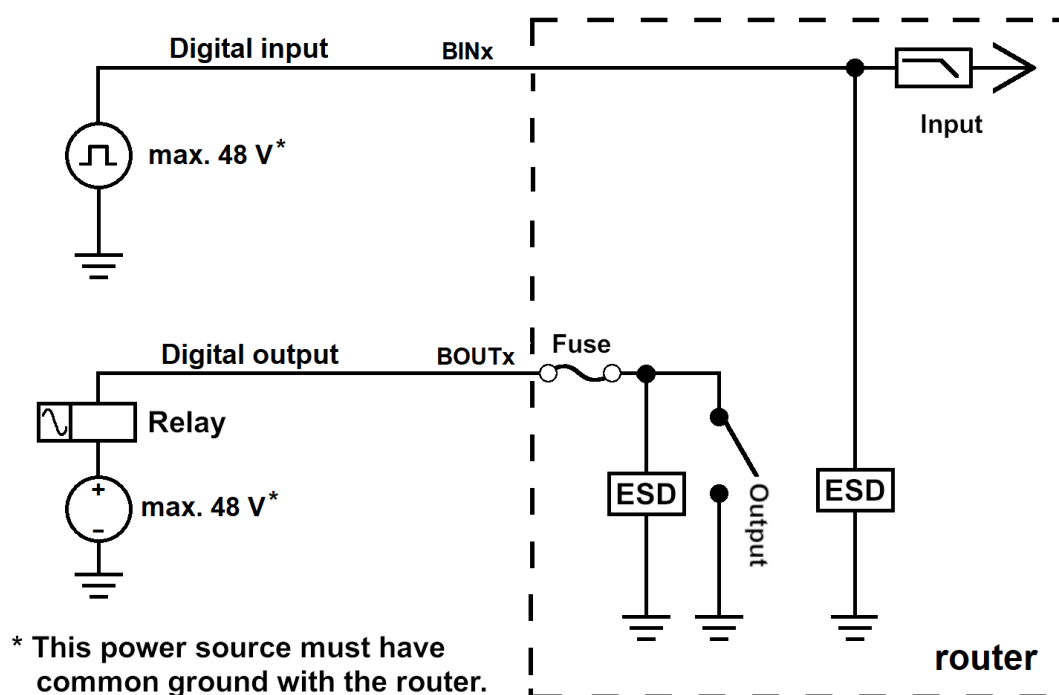 Digital input
BINx
Input
max. 48 V*
Digital output
BOUTx
Fuse
Relay
ESD
ESD
Output
+
max. 48 V*
–
* This power source must have
common ground with the router.
router